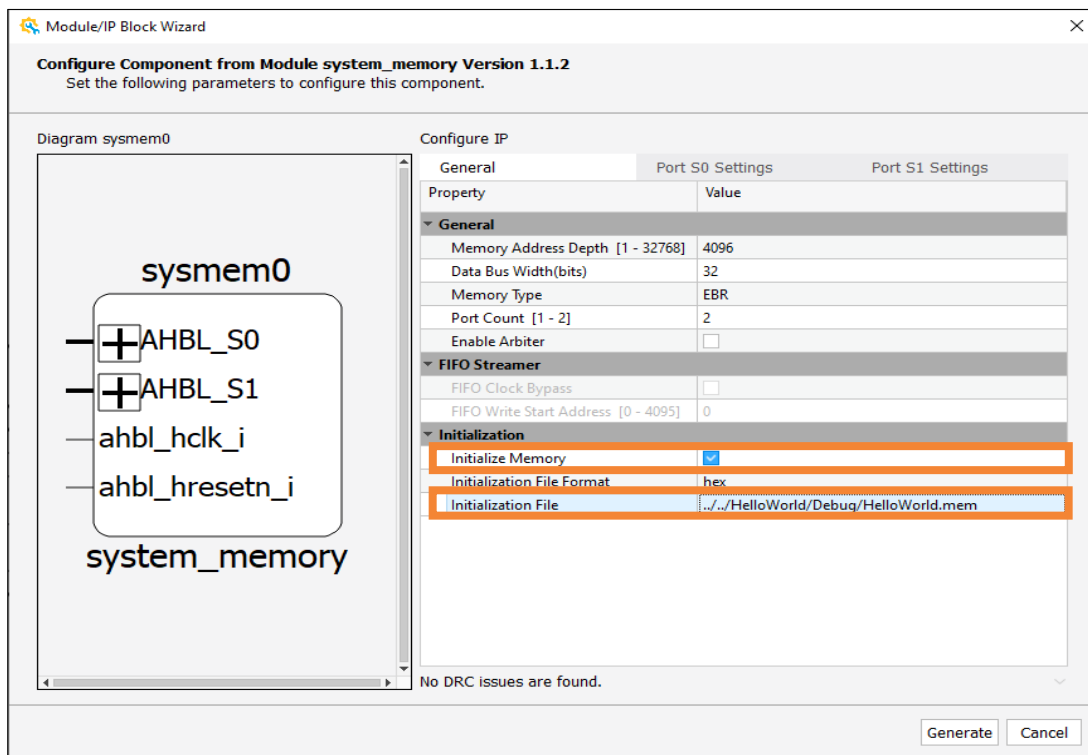 Module/IP Block Wizard
Configure Component from Module system_memory Version 1.1.2
Set the following parameters to configure this component.
Diagram sysmem0
sysmem0
AHBL_S0
AHBL_S1
ahbl_hclk_i
ahbl_hresetn_i
system_memory
Configure IP
General Port S0 Settings Port S1 Settings
Property Value
General
Memory Address Depth [1 - 32768] 4096
Data Bus Width(bits) 32
Memory Type EBR
Port Count [1 - 2] 2
Enable Arbiter
FIFO Streamer
FIFO Clock Bypass
FIFO Write Start Address [0 - 4095] 0
Initialization
Initialize Memory
Initialization File Format hex
Initialization File ../../HelloWorld/Debug/HelloWorld.mem
No DRC issues are found.
Generate Cancel